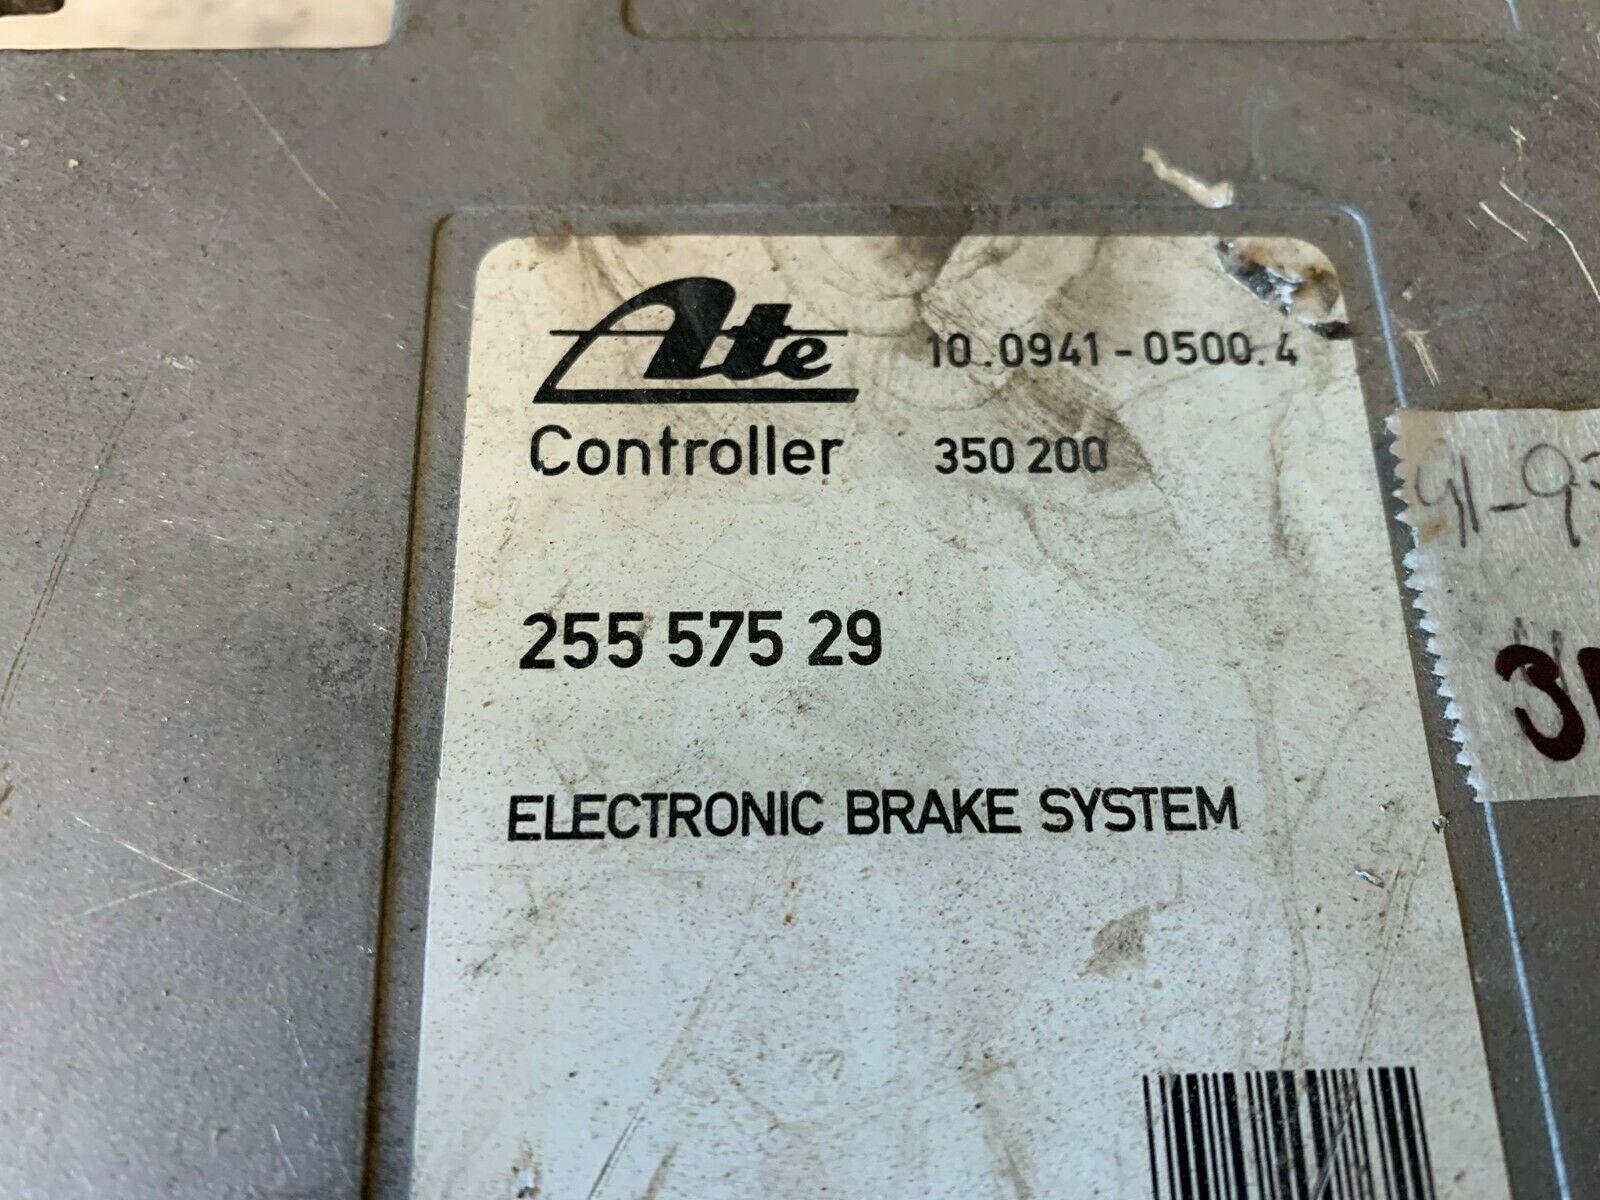 Ate 10.0941-0500.4
Controller 350 200
255 575 29
ELECTRONIC BRAKE SYSTEM